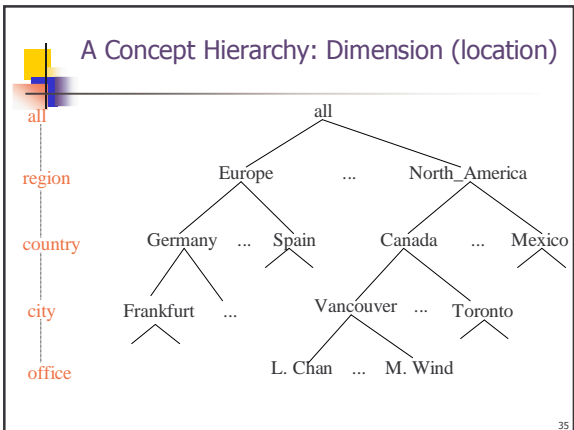 A Concept Hierarchy: Dimension (location)
all all
region Europe ... North_America
country Germany ... Spain Canada ... Mexico
city Frankfurt ... Vancouver ... Toronto
office L. Chan ... M. Wind
35